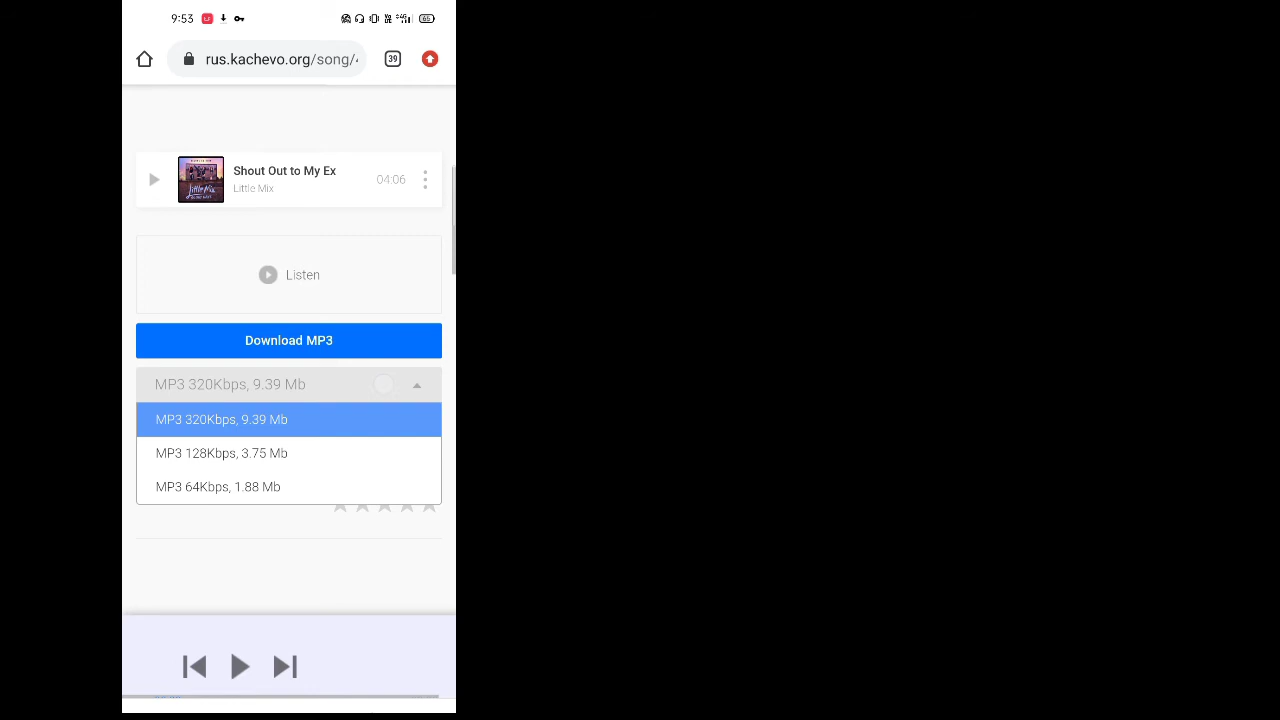 9:53
65
rus.kachevo.org/song/
39
Shout Out to My Ex
Little Mix
04:06
Listen
Download MP3
MP3 320Kbps, 9.39 Mb
MP3 320Kbps, 9.39 Mb
MP3 128Kbps, 3.75 Mb
MP3 64Kbps, 1.88 Mb